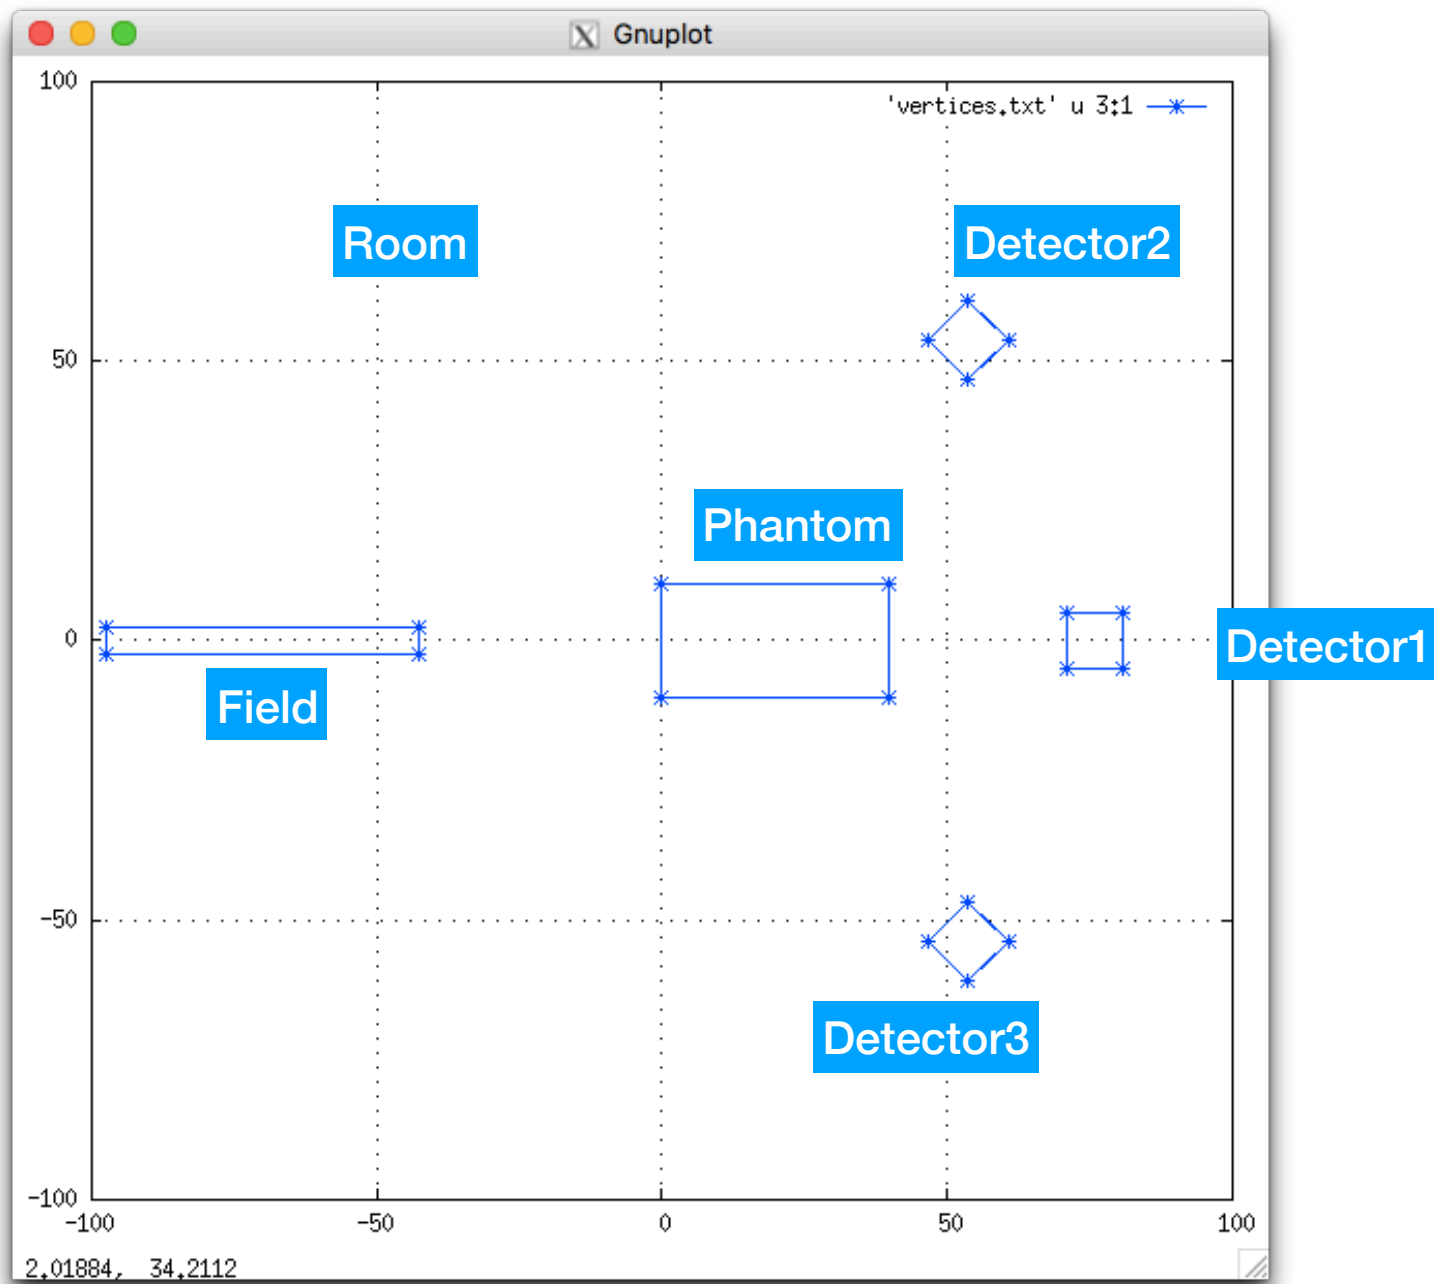 Gnuplot
100
'vertices.txt' u 3:1
Room
Detector2
50
Phantom
0
Detector1
Field
-50
Detector3
-100
-100 -50 0 50 100
2.01884, 34.2112